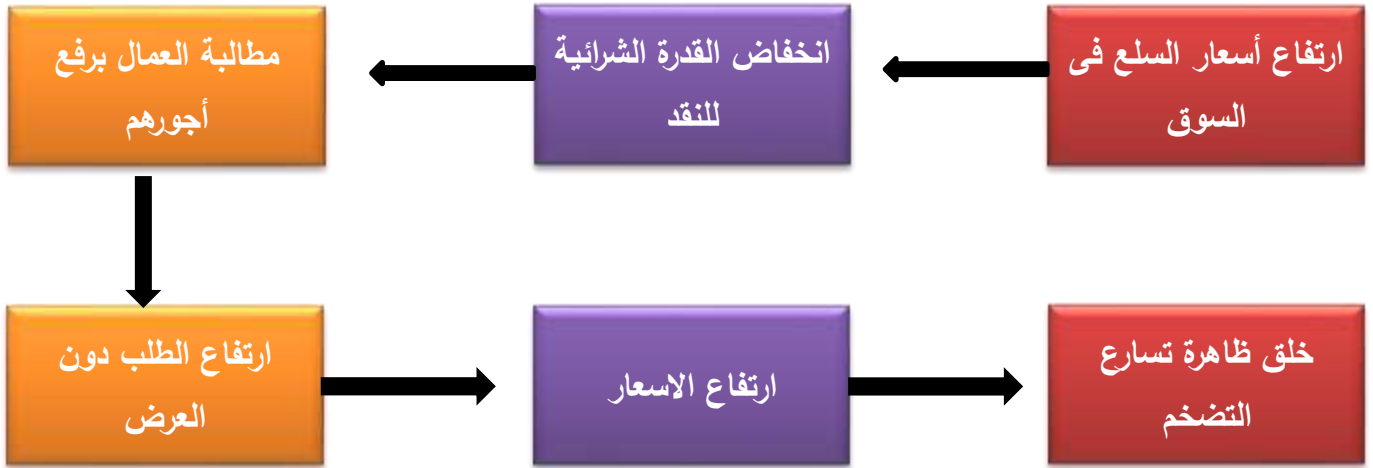 ارتفاع أسعار السلع فى
السوق
انخفاض القدرة الشرائية
للنقد
مطالبة العمال برفع
أجورهم
ارتفاع الطلب دون
العرض
ارتفاع الاسعار
خلق ظاهرة تسارع
التضخم